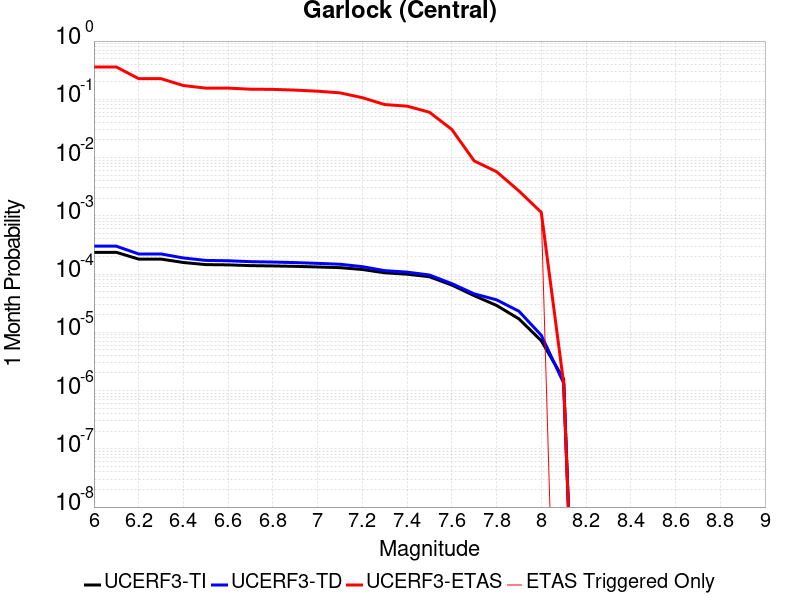 Garlock (Central)
1 Month Probability
10^0
10^-1
10^-2
10^-3
10^-4
10^-5
10^-6
10^-7
10^-8
6 6.2 6.4 6.6 6.8 7 7.2 7.4 7.6 7.8 8 8.2 8.4 8.6 8.8 9
Magnitude
UCERF3-TI UCERF3-TD UCERF3-ETAS ETAS Triggered Only